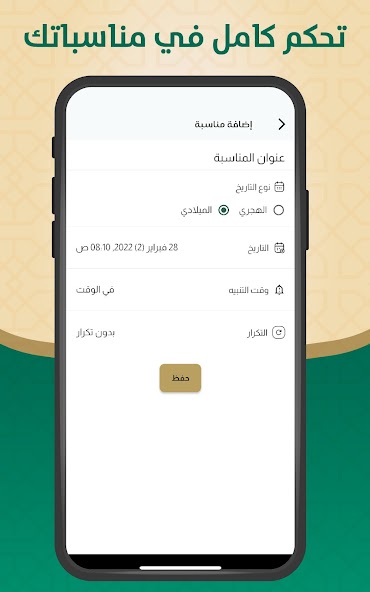 تحكم كامل في مناسباتك
إضافة مناسبة
عنوان المناسبة
نوع التاريخ
الهجري الميلادي
التاريخ 28 فبراير (2) 2022, 08:10 ص
وقت التنبيه في الوقت
التكرار بدون تكرار
حفظ